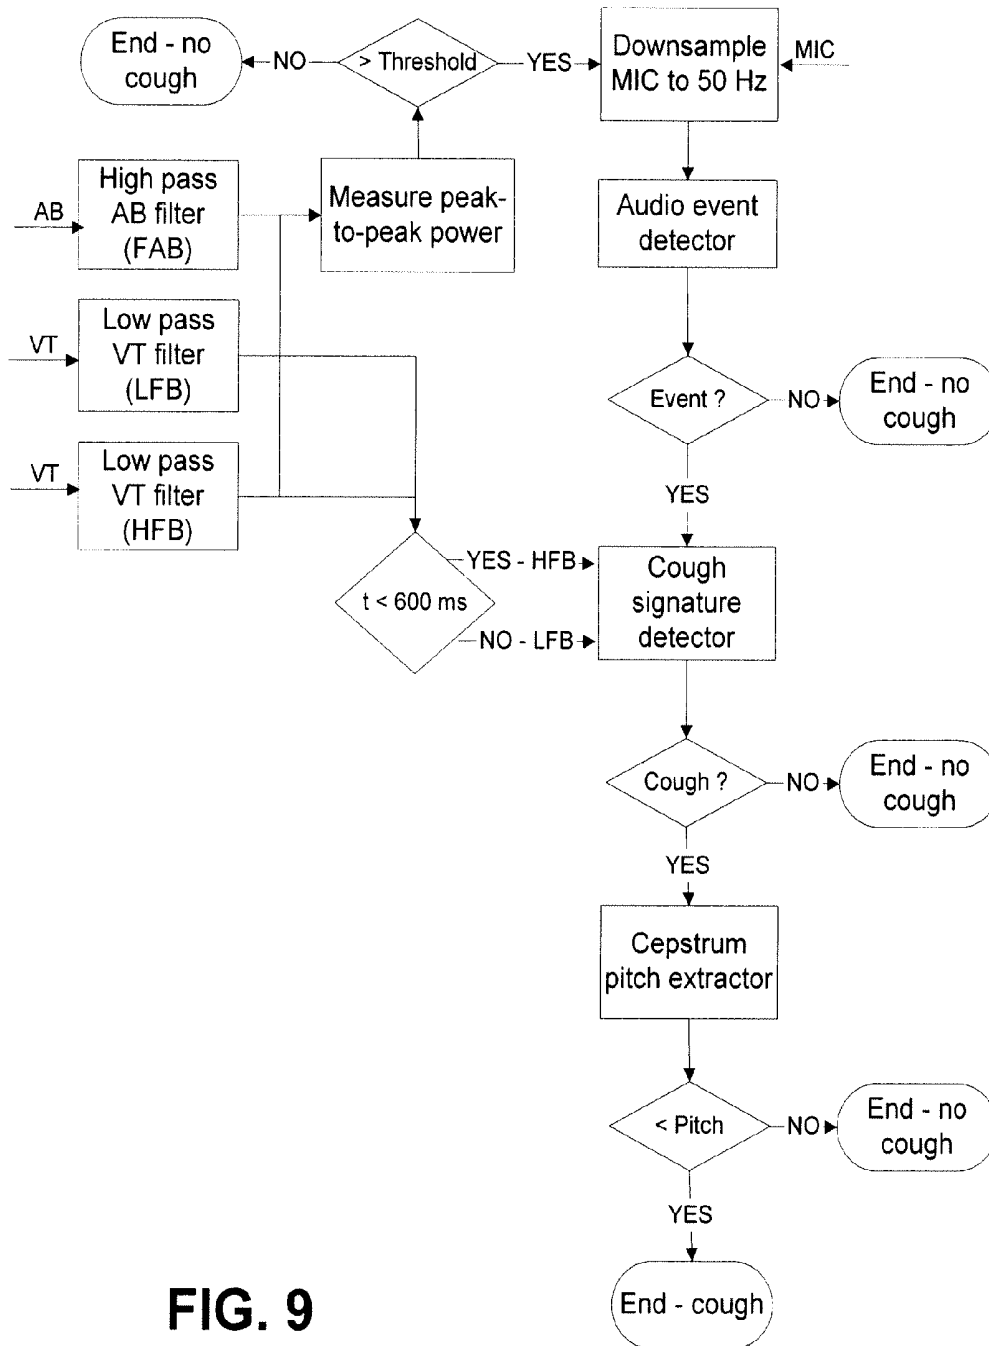 End - no
cough
NO
> Threshold
YES
Downsample
MIC to 50 Hz
MIC
AB
High pass
AB filter
(FAB)
Measure peak-
to-peak power
Audio event
detector
VT
Low pass
VT filter
(LFB)
Event ?
NO
End - no
cough
YES
VT
Low pass
VT filter
(HFB)
t < 600 ms
YES - HFB
NO - LFB
Cough
signature
detector
Cough ?
NO
End - no
cough
YES
Cepstrum
pitch extractor
< Pitch
NO
End - no
cough
YES
End - cough
FIG. 9